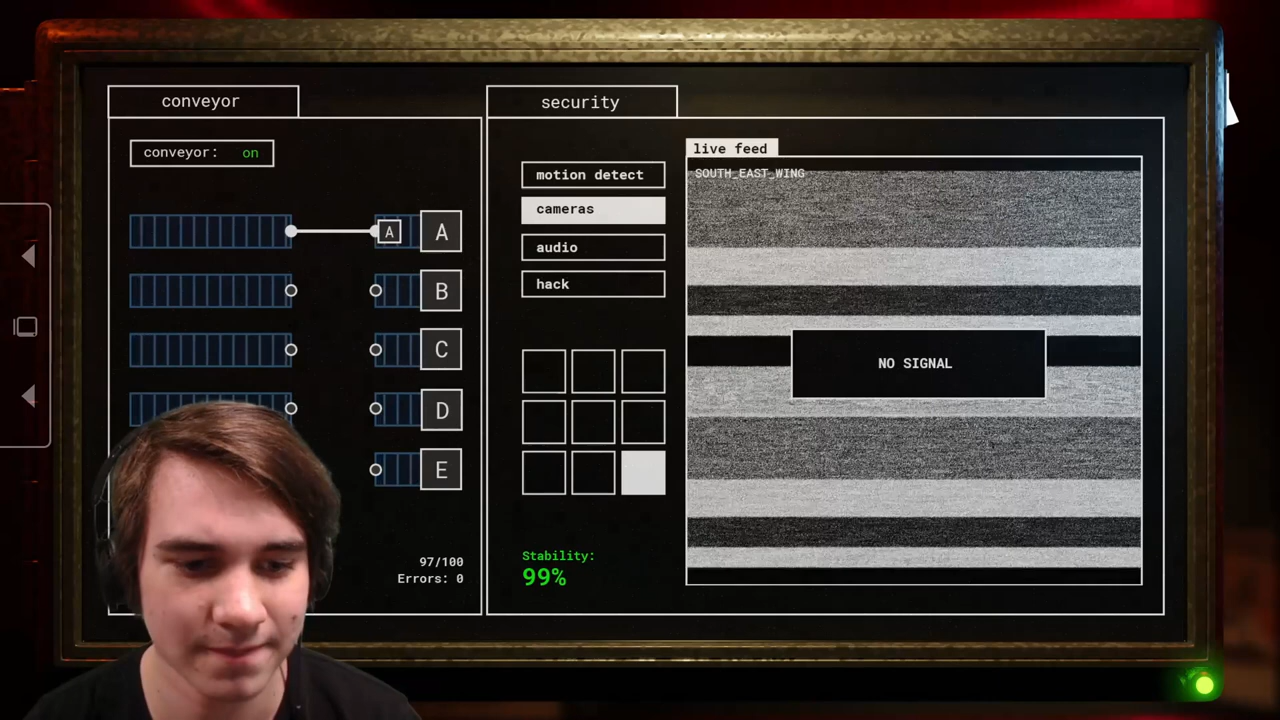 conveyor
conveyor: on
A A
B
C
D
E
97/100
Errors: 0
security
motion detect
cameras
audio
hack
Stability:
99%
live feed
SOUTH_EAST_WING
NO SIGNAL